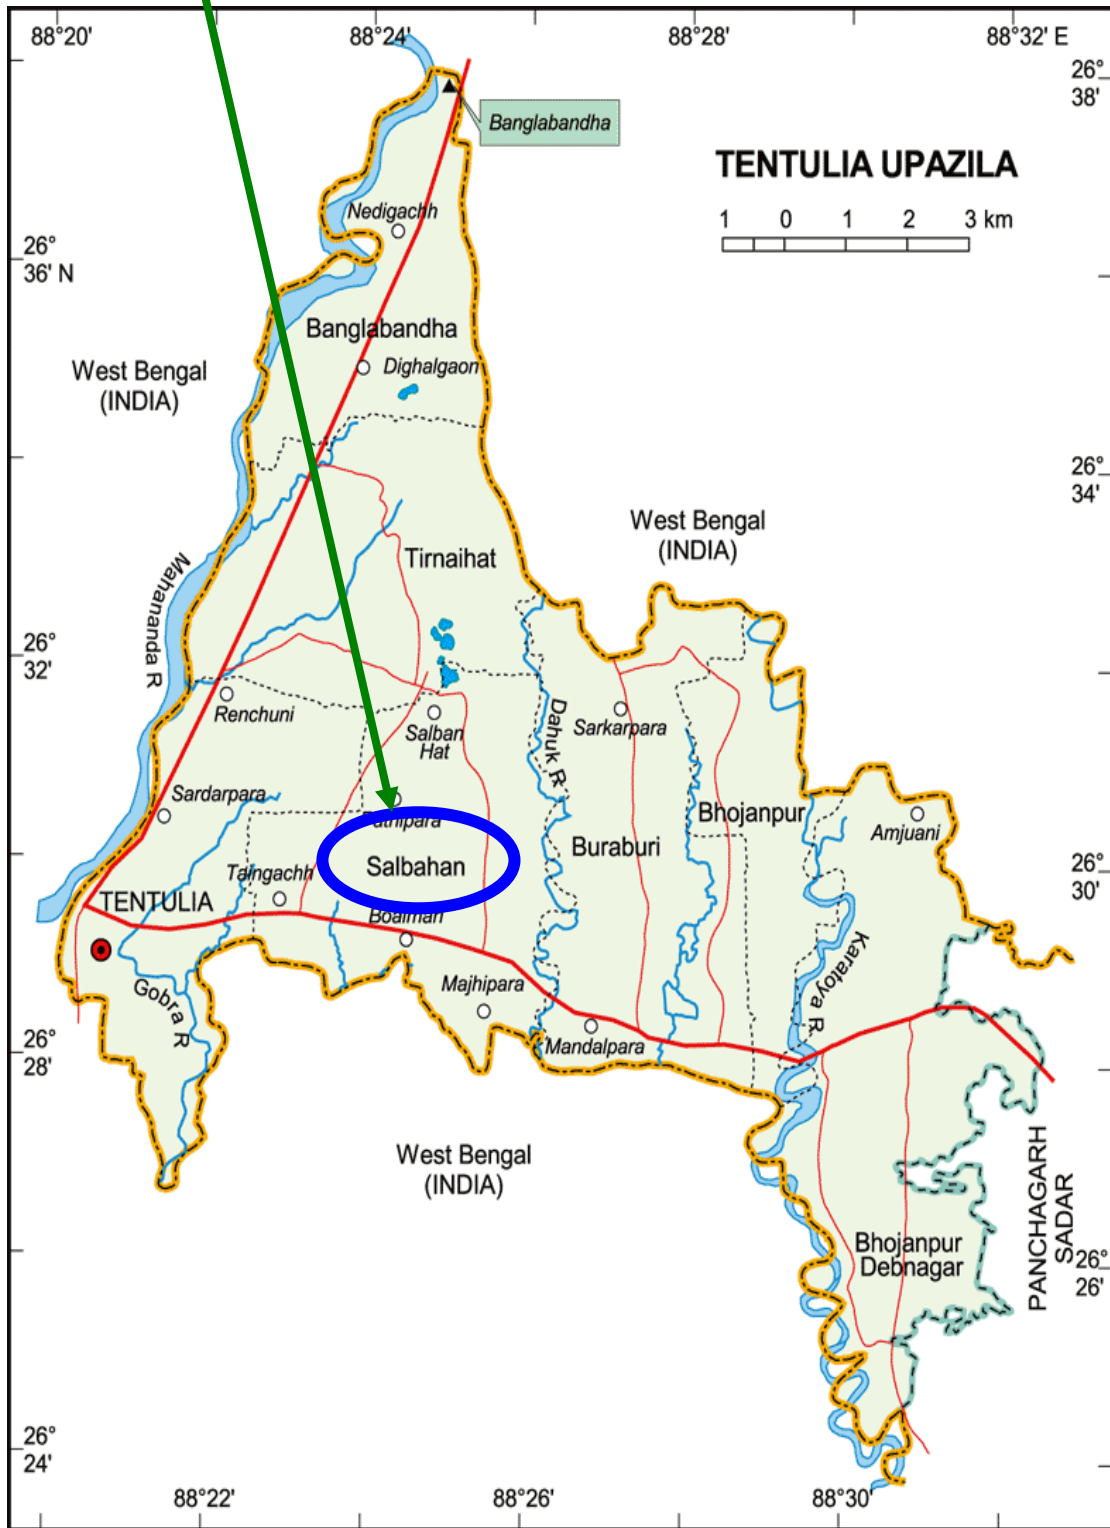 88°20'
88°24'
88°28'
88°32' E
26°
38'
Banglabandha
TENTULIA UPAZILA
1 0 1 2 3 km
Nedigachh
26°
36' N
Banglabandha
Dighalgaon
West Bengal
(INDIA)
26°
34'
West Bengal
(INDIA)
Tirnaihat
Mahananda R
26°
32'
Renchuni
Salban
Hat
Dahuk R
Sarkarpara
Sardarpara
Bhojanpur
Amjuani
Buraburi
Salbahan
Taingachh
26°
30'
TENTULIA
Karatoya R
Majhipara
Gobra R
Mandalpara
26°
28'
West Bengal
(INDIA)
PANCHAGARH
SADAR
Bhojanpur
Debnagar
26°
26'
26°
24'
88°22'
88°26'
88°30'